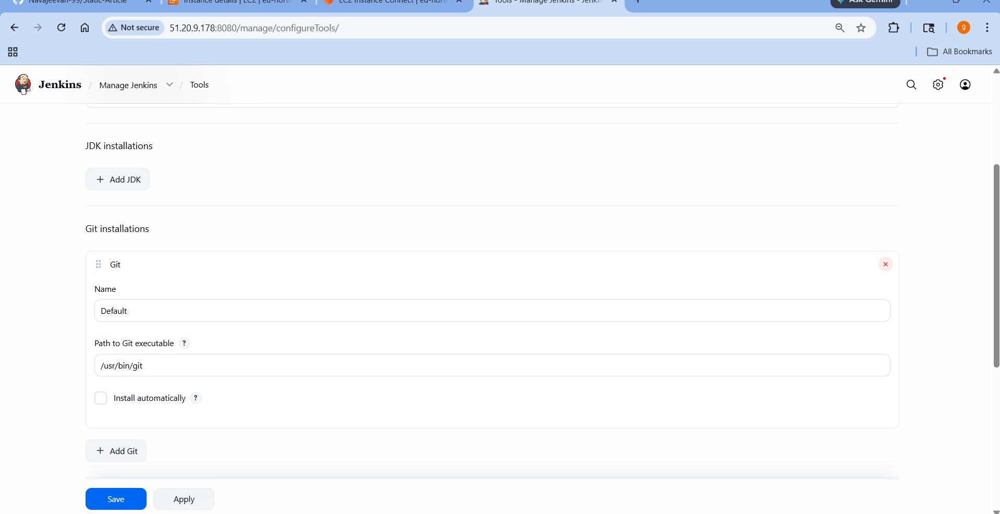 Navajeevan-99/Static-Article
Instance details | EC2 | eu-north
EC2 Instance Connect | eu-north
Tools - Manage Jenkins - Jenkins
Ask Gemini
Not secure
51.20.9.178:8080/manage/configureTools/
g
All Bookmarks
Jenkins / Manage Jenkins / Tools
JDK installations
+ Add JDK
Git installations
Git
Name
Default
Path to Git executable ?
/usr/bin/git
Install automatically ?
+ Add Git
Save
Apply